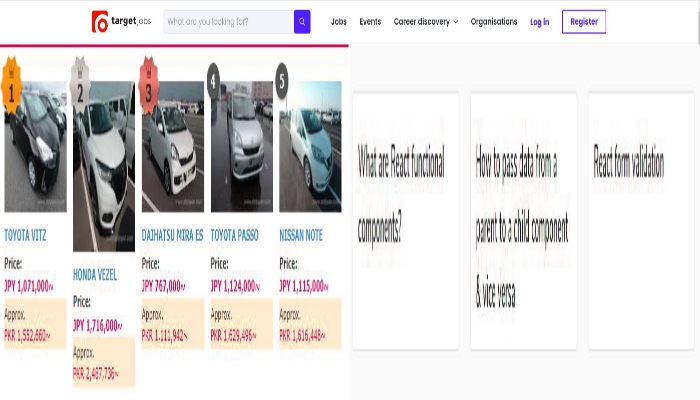 targetjobs
What are you looking for?
Jobs
Events
Career discovery
Organisations
Log in
Register
1
2
3
4
5
TOYOTA VITZ
Price:
JPY 1,071,000~
Approx.
PKR 1,552,660~
HONDA VEZEL
Price:
JPY 1,716,000~
Approx.
PKR 2,487,736~
DAIHATSU MIRA ES
Price:
JPY 767,000~
Approx.
PKR 1,111,942~
TOYOTA PASSO
Price:
JPY 1,124,000~
Approx.
PKR 1,629,496~
NISSAN NOTE
Price:
JPY 1,115,000~
Approx.
PKR 1,616,448~
What are React functional
components?
How to pass data from a
parent to a child component
& vice versa
React form validation